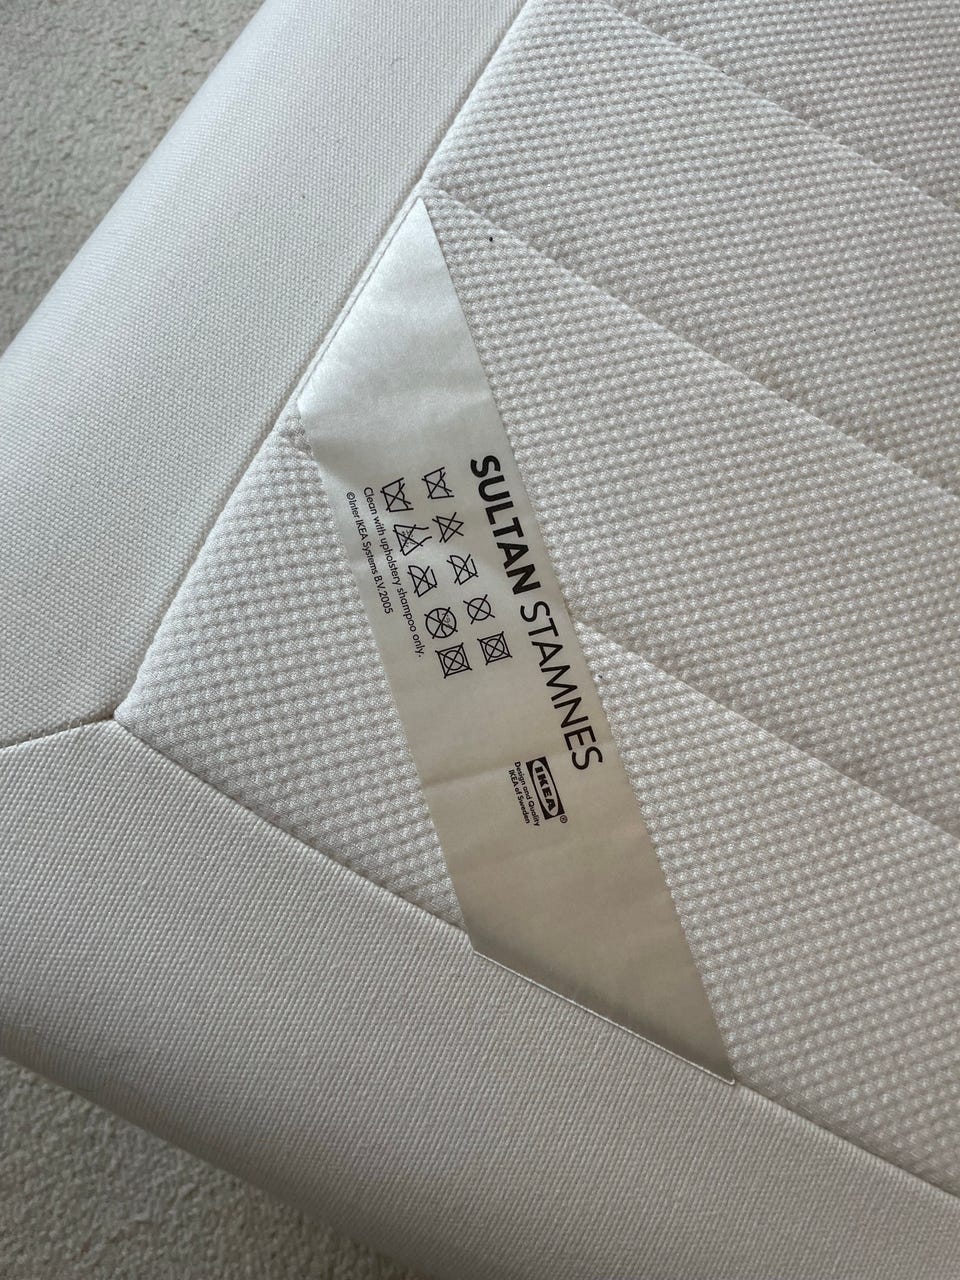 SULTAN STAMNES
Clean with upholstery shampoo only.
©Inter IKEA Systems B.V.2005
IKEA®
Design and Quality
IKEA of Sweden